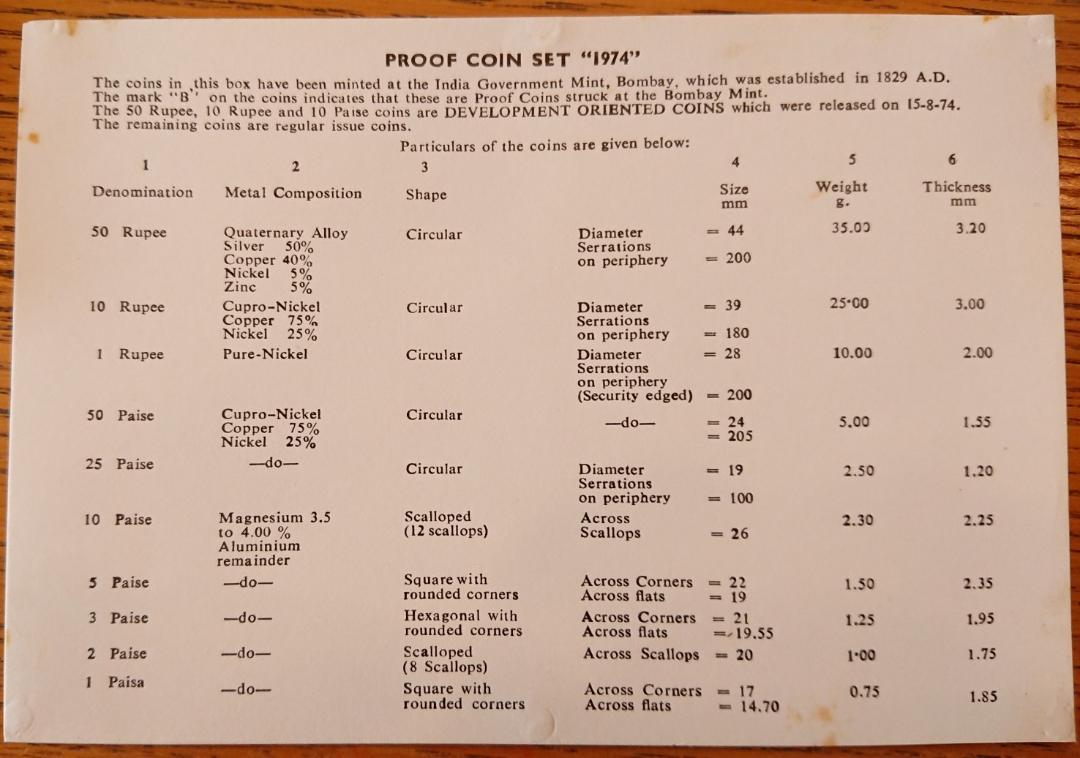 PROOF COIN SET "1974"
The coins in this box have been minted at the India Government Mint, Bombay, which was established in 1829 A.D.
The mark "B" on the coins indicates that these are Proof Coins struck at the Bombay Mint.
The 50 Rupee, 10 Rupee and 10 Paise coins are DEVELOPMENT ORIENTED COINS which were released on 15-8-74.
The remaining coins are regular issue coins.
Particulars of the coins are given below:
1 2 3 4 5 6
Denomination Metal Composition Shape Size Weight Thickness
mm g. mm
50 Rupee Quaternary Alloy Circular Diameter = 44 35.00 3.20
Silver 50% Serrations
Copper 40% on periphery = 200
Nickel 5%
Zinc 5%
10 Rupee Cupro-Nickel Circular Diameter = 39 25·00 3.00
Copper 75% Serrations
Nickel 25% on periphery = 180
1 Rupee Pure-Nickel Circular Diameter = 28 10.00 2.00
Serrations
on periphery
(Security edged) = 200
50 Paise Cupro-Nickel Circular —do— = 24 5.00 1.55
Copper 75% = 205
Nickel 25%
25 Paise —do— Circular Diameter = 19 2.50 1.20
Serrations
on periphery = 100
10 Paise Magnesium 3.5 Scalloped Across 2.30 2.25
to 4.00 % (12 scallops) Scallops = 26
Aluminium
remainder
5 Paise —do— Square with Across Corners = 22 1.50 2.35
rounded corners Across flats = 19
3 Paise —do— Hexagonal with Across Corners = 21 1.25 1.95
rounded corners Across flats = 19.55
2 Paise —do— Scalloped Across Scallops = 20 1·00 1.75
(8 Scallops)
1 Paisa —do— Square with Across Corners = 17 0.75 1.85
rounded corners Across flats = 14.70